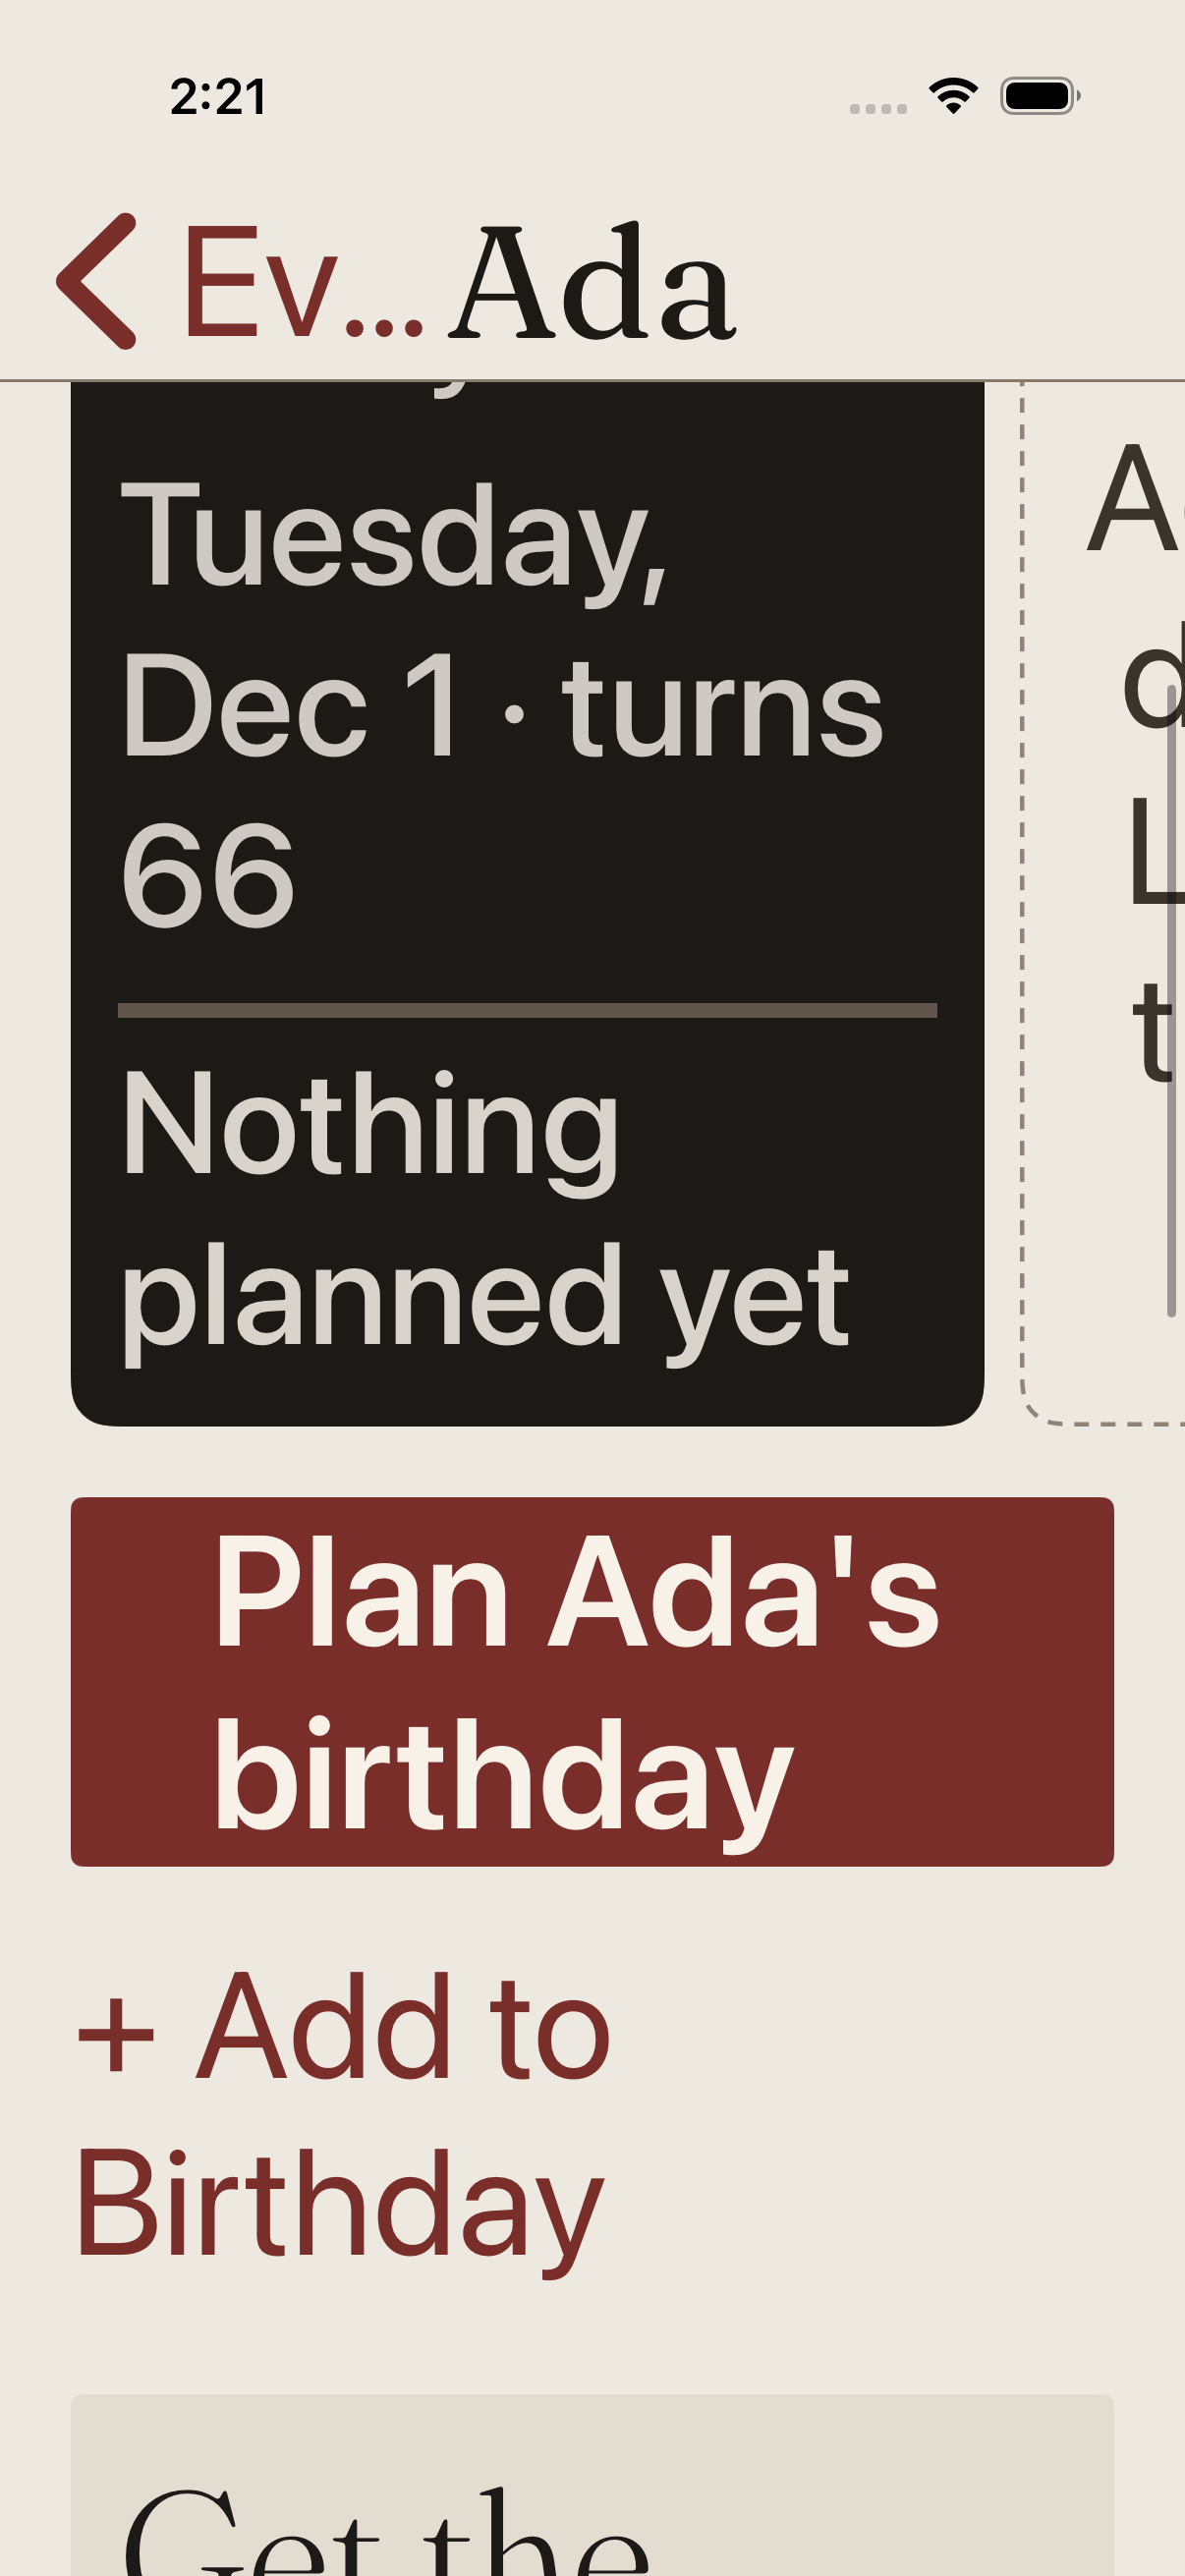 2:21
Ev... Ada
Tuesday,
Dec 1 · turns
66
Nothing
planned yet
Plan Ada's
birthday
+ Add to
Birthday
Get the